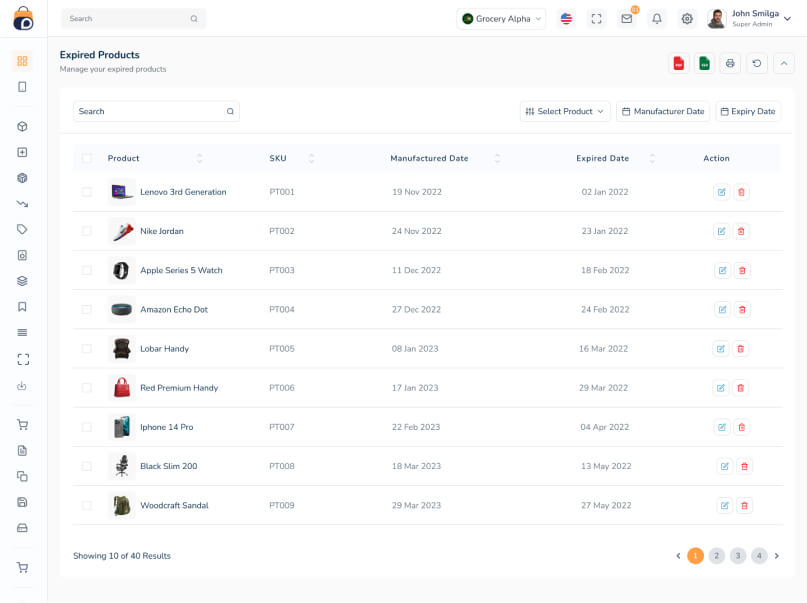 Search
Grocery Alpha
01
John Smilga
Super Admin
Expired Products
Manage your expired products
PDF
Search
Select Product
Manufacturer Date
Expiry Date
Product SKU Manufactured Date Expired Date Action
Lenovo 3rd Generation PT001 19 Nov 2022 02 Jan 2022
Nike Jordan PT002 24 Nov 2022 23 Jan 2022
Apple Series 5 Watch PT003 11 Dec 2022 18 Feb 2022
Amazon Echo Dot PT004 27 Dec 2022 24 Feb 2022
Lobar Handy PT005 08 Jan 2023 16 Mar 2022
Red Premium Handy PT006 17 Jan 2023 29 Mar 2022
Iphone 14 Pro PT007 22 Feb 2023 04 Apr 2022
Black Slim 200 PT008 18 Mar 2023 13 May 2022
Woodcraft Sandal PT009 29 Mar 2023 27 May 2022
Showing 10 of 40 Results
1 2 3 4